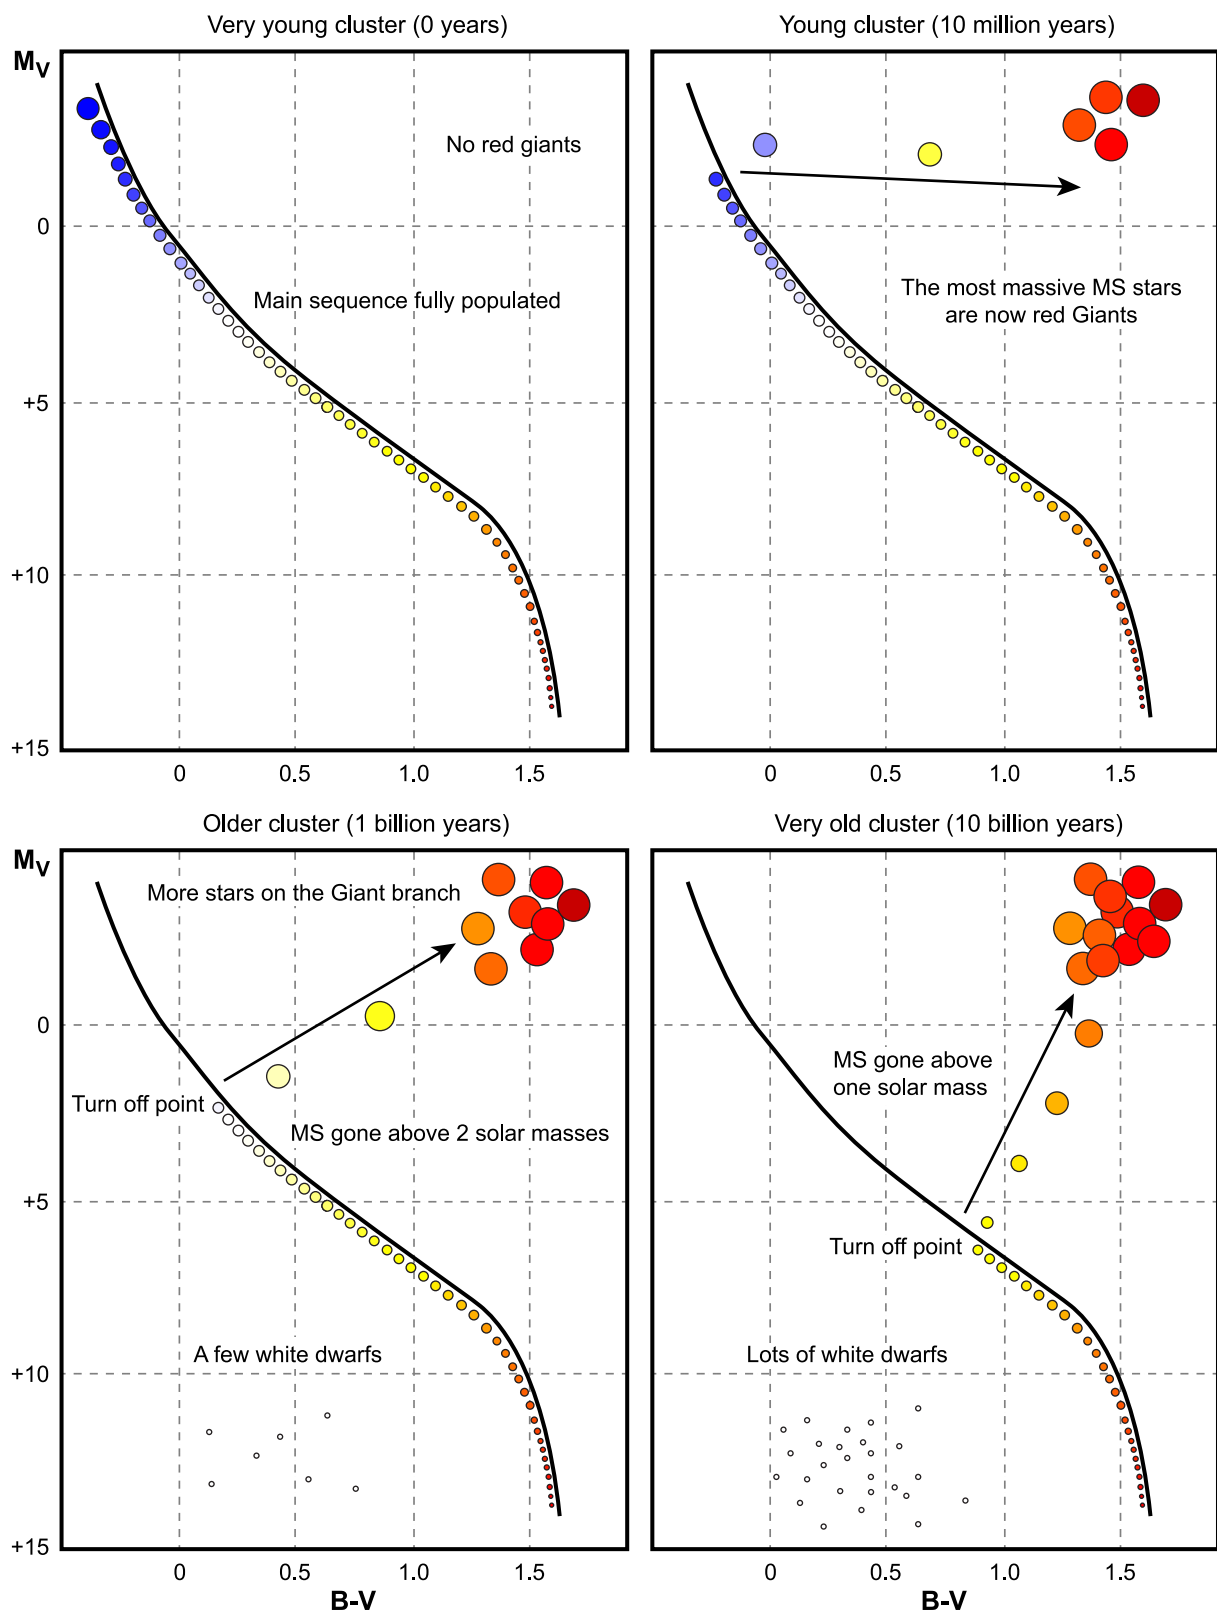 Very young cluster (0 years)
Young cluster (10 million years)
MV
No red giants
0
Main sequence fully populated
The most massive MS stars
are now red Giants
+5
+10
+15
0 0.5 1.0 1.5
0 0.5 1.0 1.5
Older cluster (1 billion years)
Very old cluster (10 billion years)
MV
More stars on the Giant branch
0
MS gone above
one solar mass
Turn off point
MS gone above 2 solar masses
+5
Turn off point
A few white dwarfs
Lots of white dwarfs
+10
+15
0 0.5 1.0 1.5
0 0.5 1.0 1.5
B-V
B-V